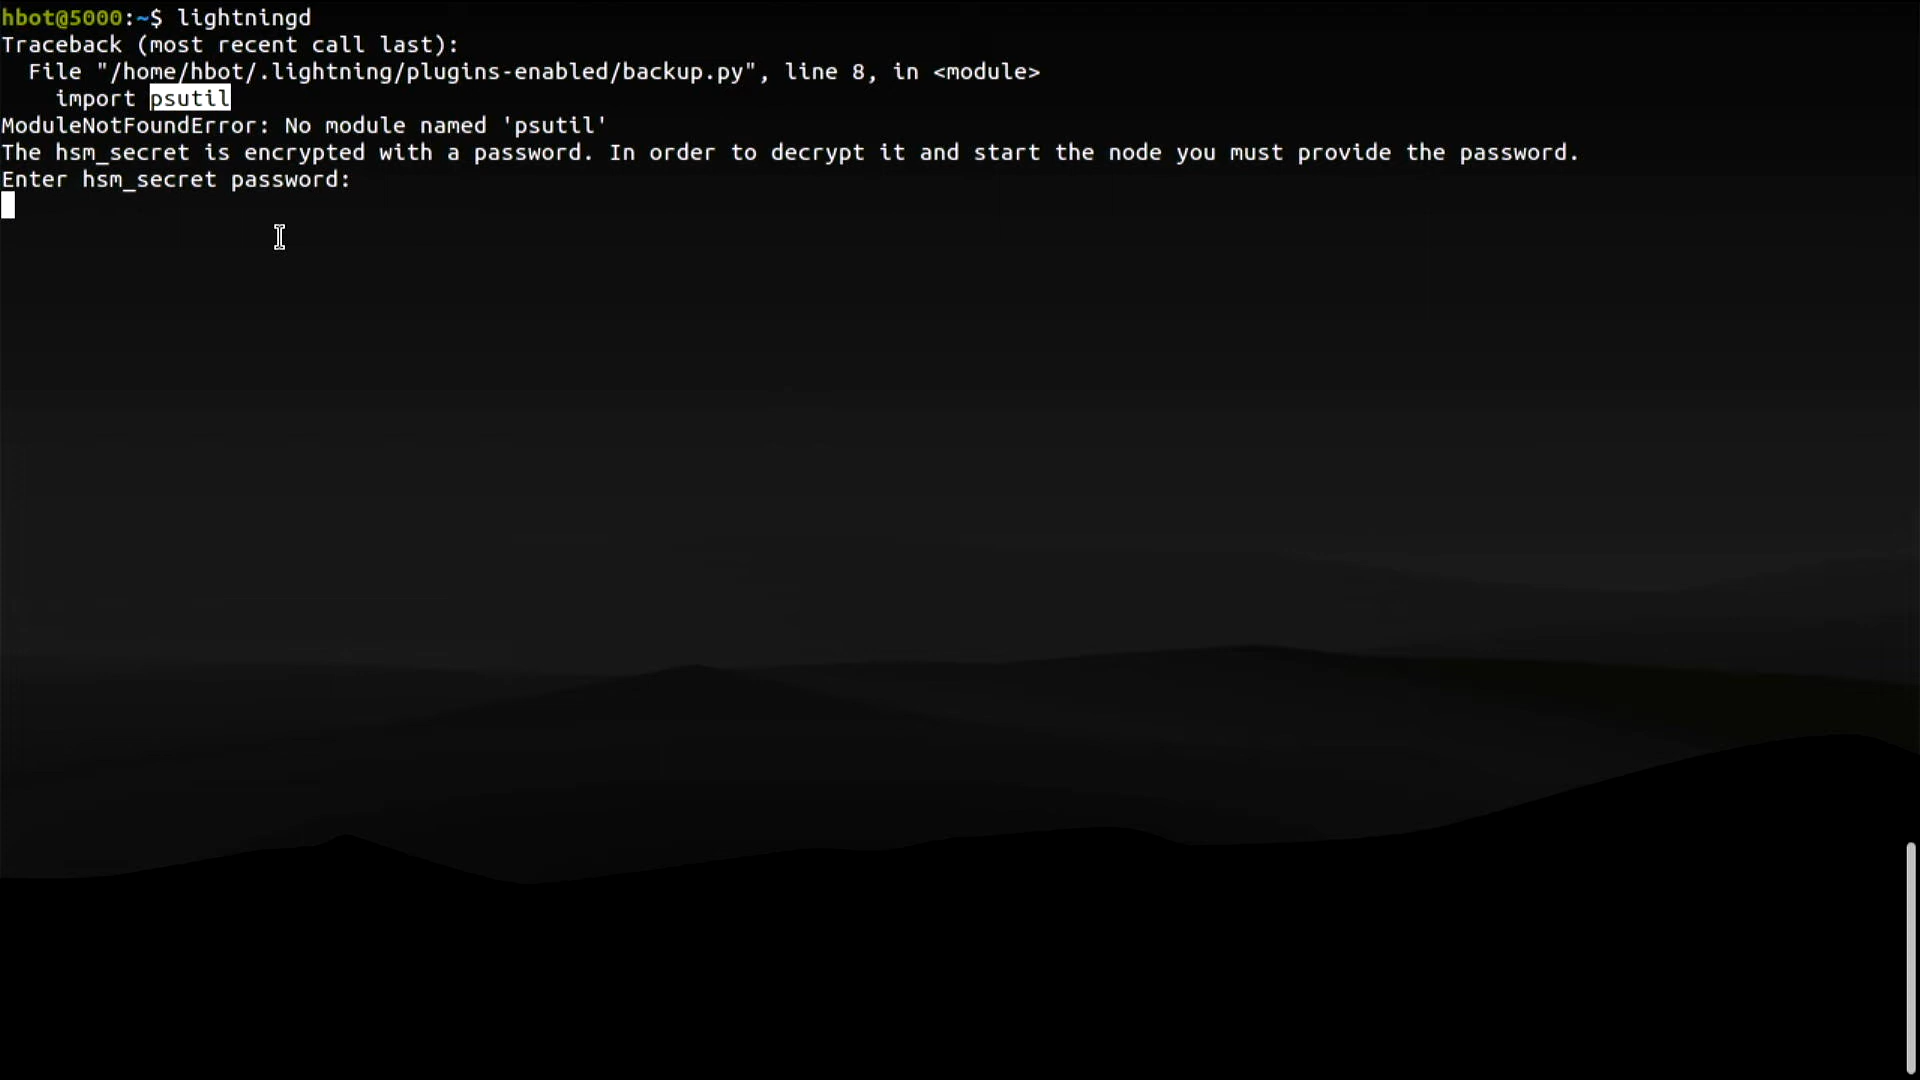 hbot@5000:~$ lightningd
Traceback (most recent call last):
  File "/home/hbot/.lightning/plugins-enabled/backup.py", line 8, in <module>
    import psutil
ModuleNotFoundError: No module named 'psutil'
The hsm_secret is encrypted with a password. In order to decrypt it and start the node you must provide the password.
Enter hsm_secret password: